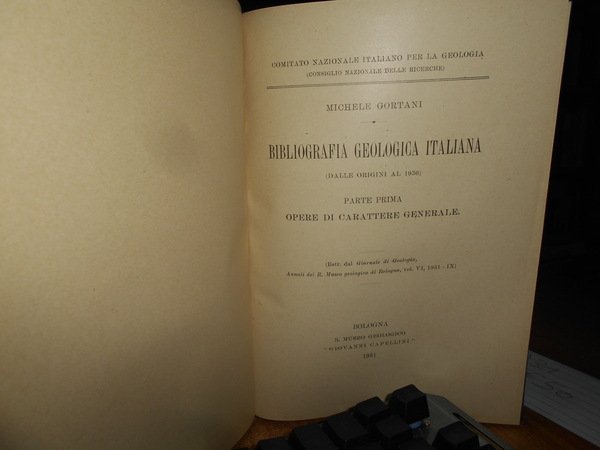 COMITATO NAZIONALE ITALIANO PER LA GEOLOGIA
(CONSIGLIO NAZIONALE DELLE RICERCHE)
MICHELE GORTANI
BIBLIOGRAFIA GEOLOGICA ITALIANA
(DALLE ORIGINI AL 1930)
PARTE PRIMA
OPERE DI CARATTERE GENERALE.
(Estr. dal Giornale di Geologia,
Annali del R. Museo geologico di Bologna, vol. VI, 1931 - IX)
BOLOGNA
R. MUSEO GEOLOGICO
"GIOVANNI CAPELLINI"
1931